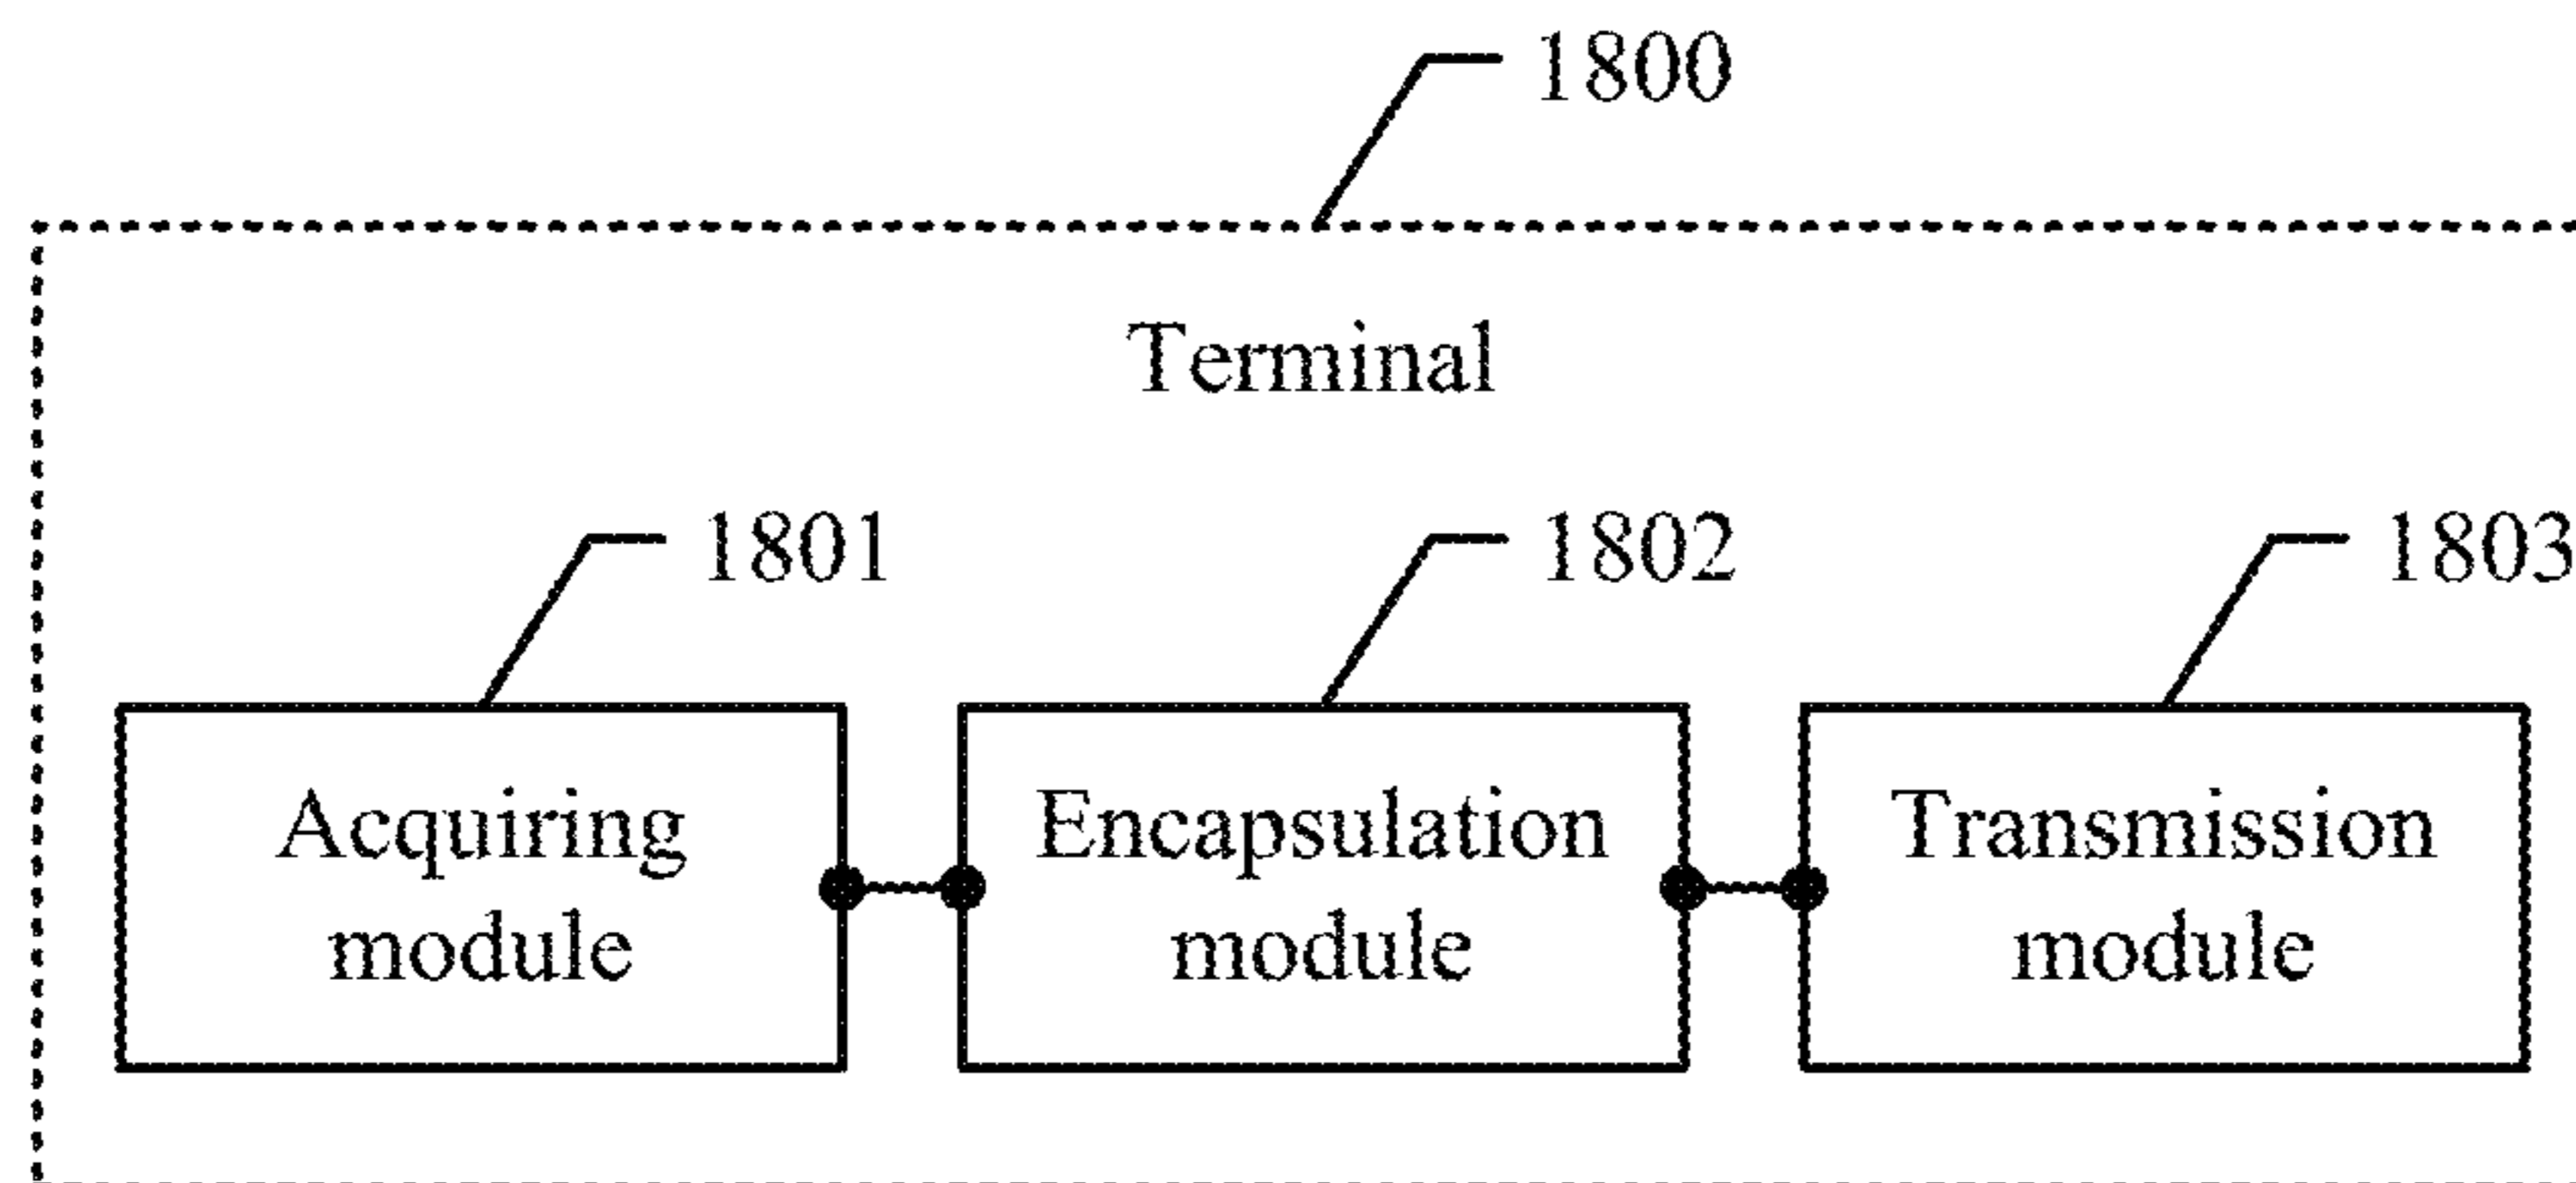 1800
Terminal
1801
1802
1803
Acquiring
module
Encapsulation
module
Transmission
module